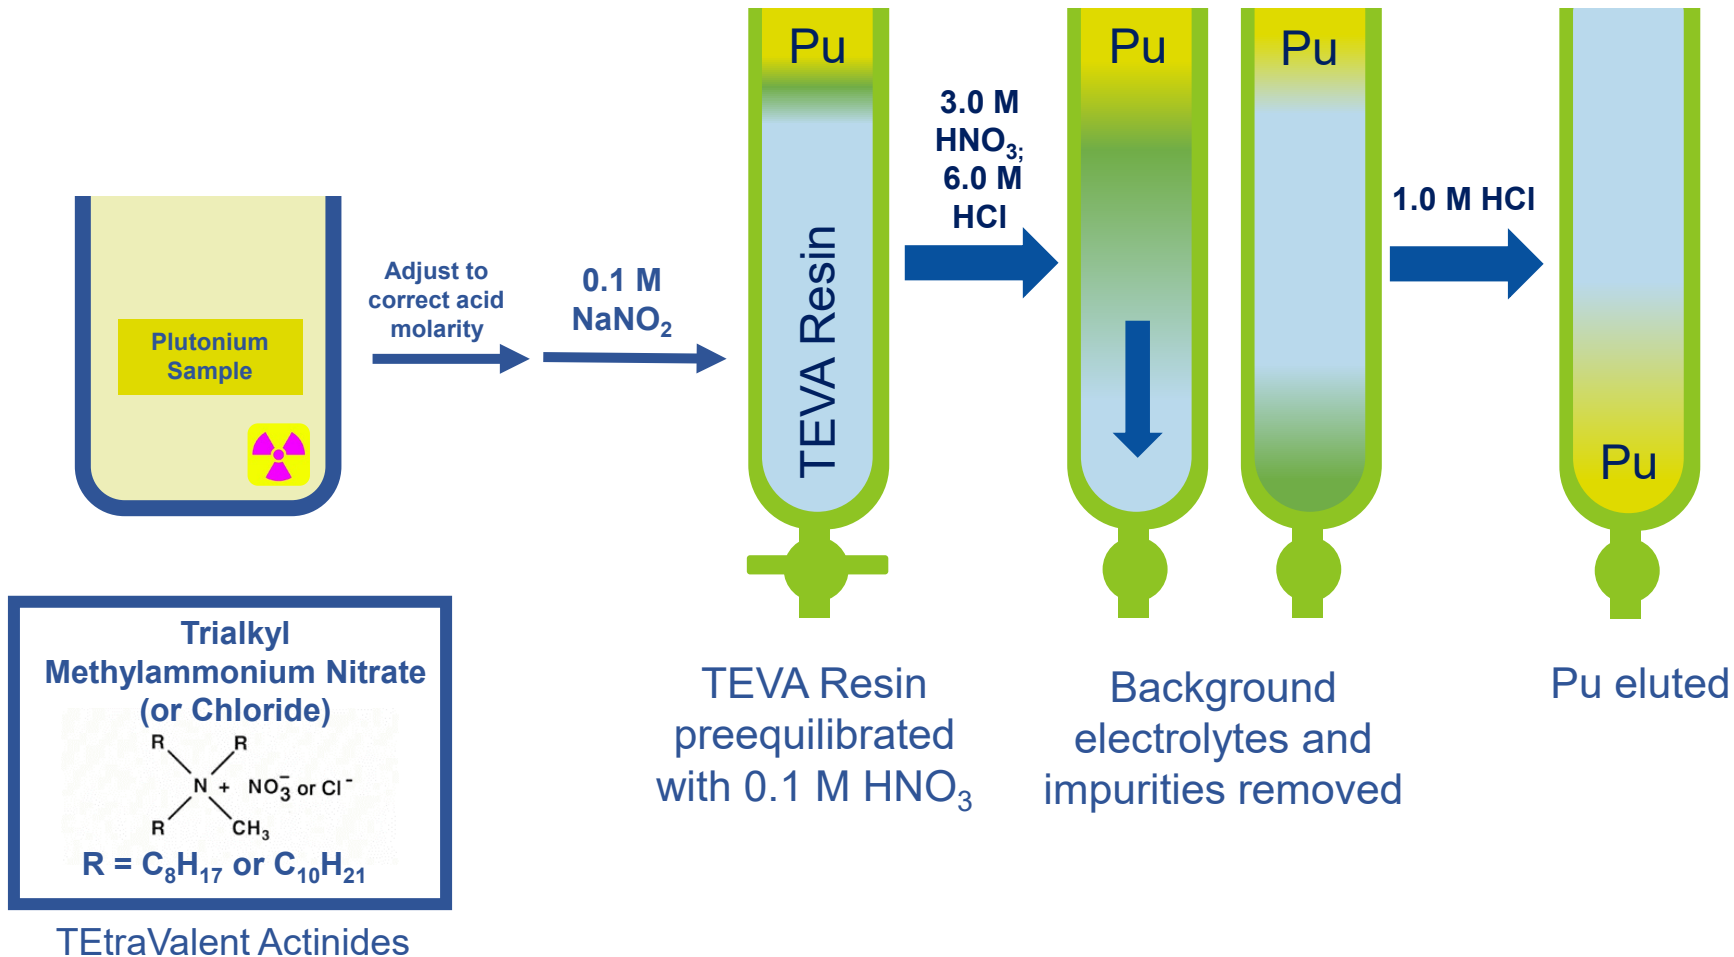 Plutonium
Sample
Adjust to
correct acid
molarity
0.1 M
NaNO₂
Pu
TEVA Resin
3.0 M
HNO₃;
6.0 M
HCl
Pu
Pu
1.0 M HCl
Pu
TEVA Resin
preequilibrated
with 0.1 M HNO₃
Background
electrolytes and
impurities removed
Pu eluted
Trialkyl
Methylammonium Nitrate
(or Chloride)
R R
N + NO₃⁻ or Cl⁻
R CH₃
R = C₈H₁₇ or C₁₀H₂₁
TEtraValent Actinides